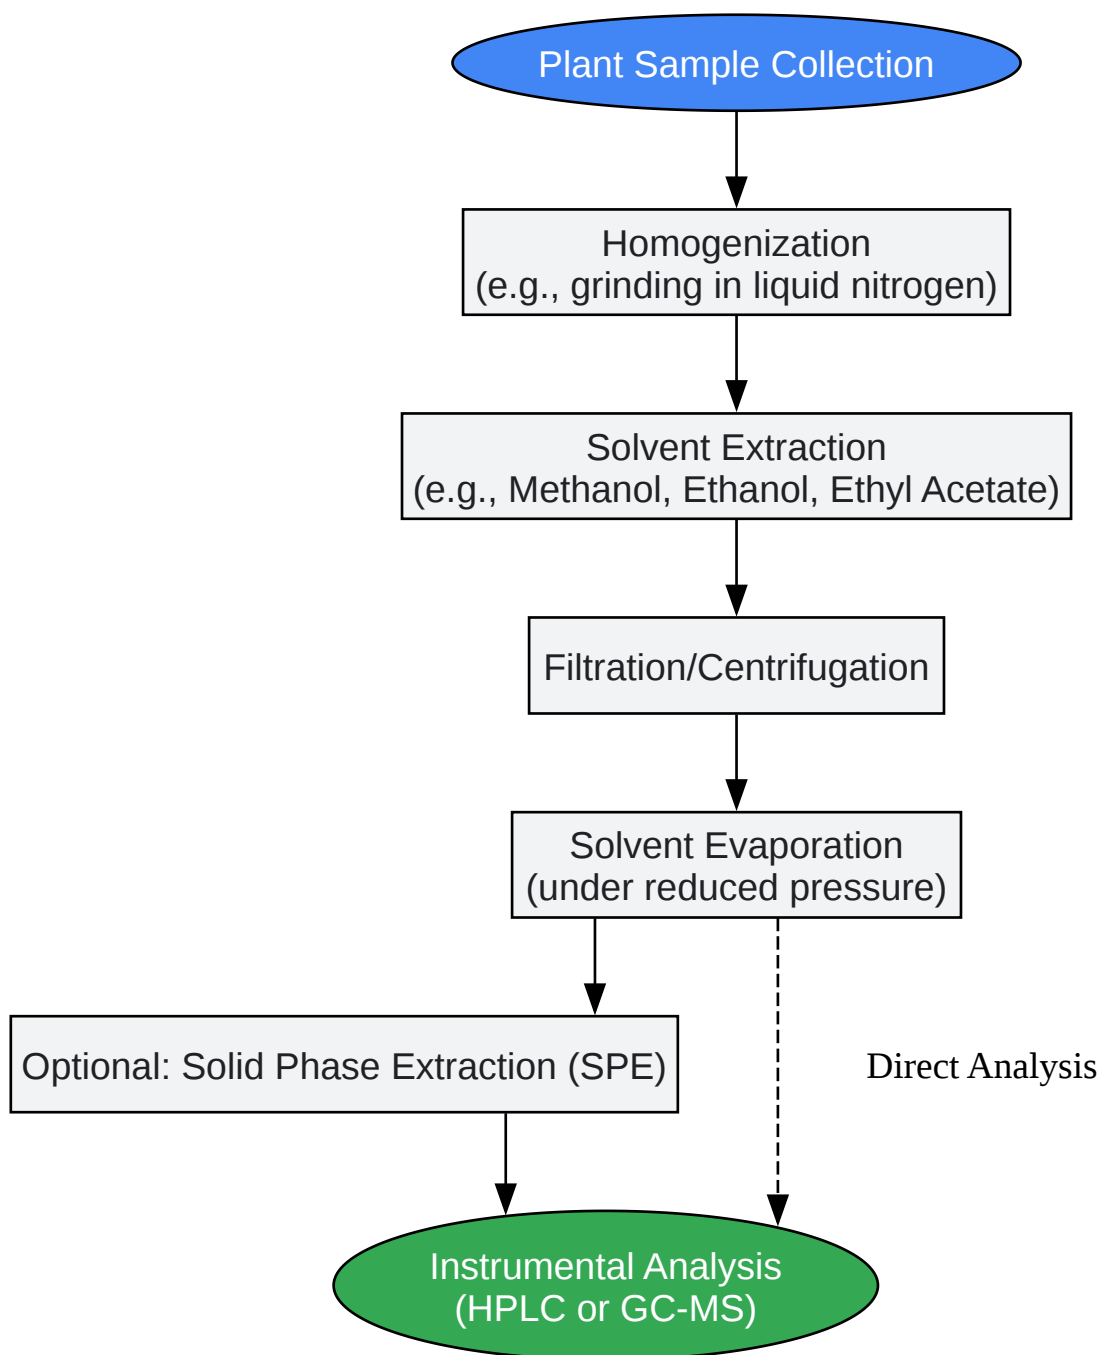 Plant Sample Collection
Homogenization
(e.g., grinding in liquid nitrogen)
Solvent Extraction
(e.g., Methanol, Ethanol, Ethyl Acetate)
Filtration/Centrifugation
Solvent Evaporation
(under reduced pressure)
Optional: Solid Phase Extraction (SPE)
Direct Analysis
Instrumental Analysis
(HPLC or GC-MS)